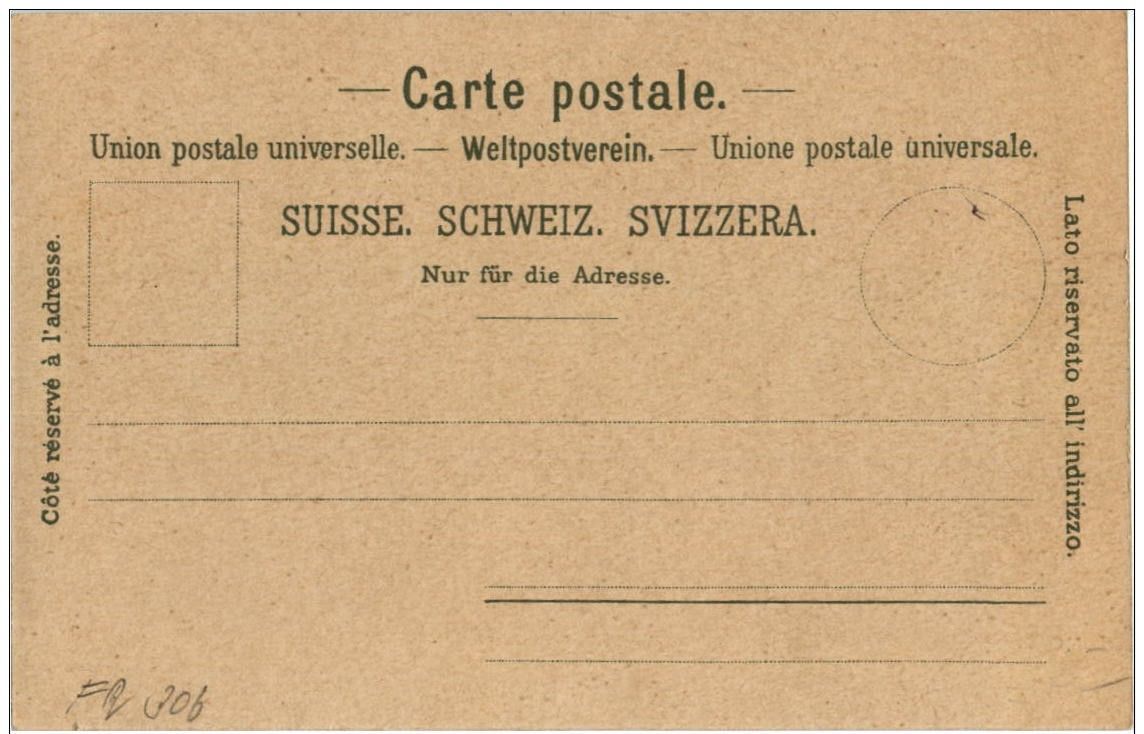 — Carte postale. —
Union postale universelle. — Weltpostverein. — Unione postale universale.
SUISSE. SCHWEIZ. SVIZZERA.
Nur für die Adresse.
Côté réservé à l'adresse.
Lato riservato all' indirizzo.